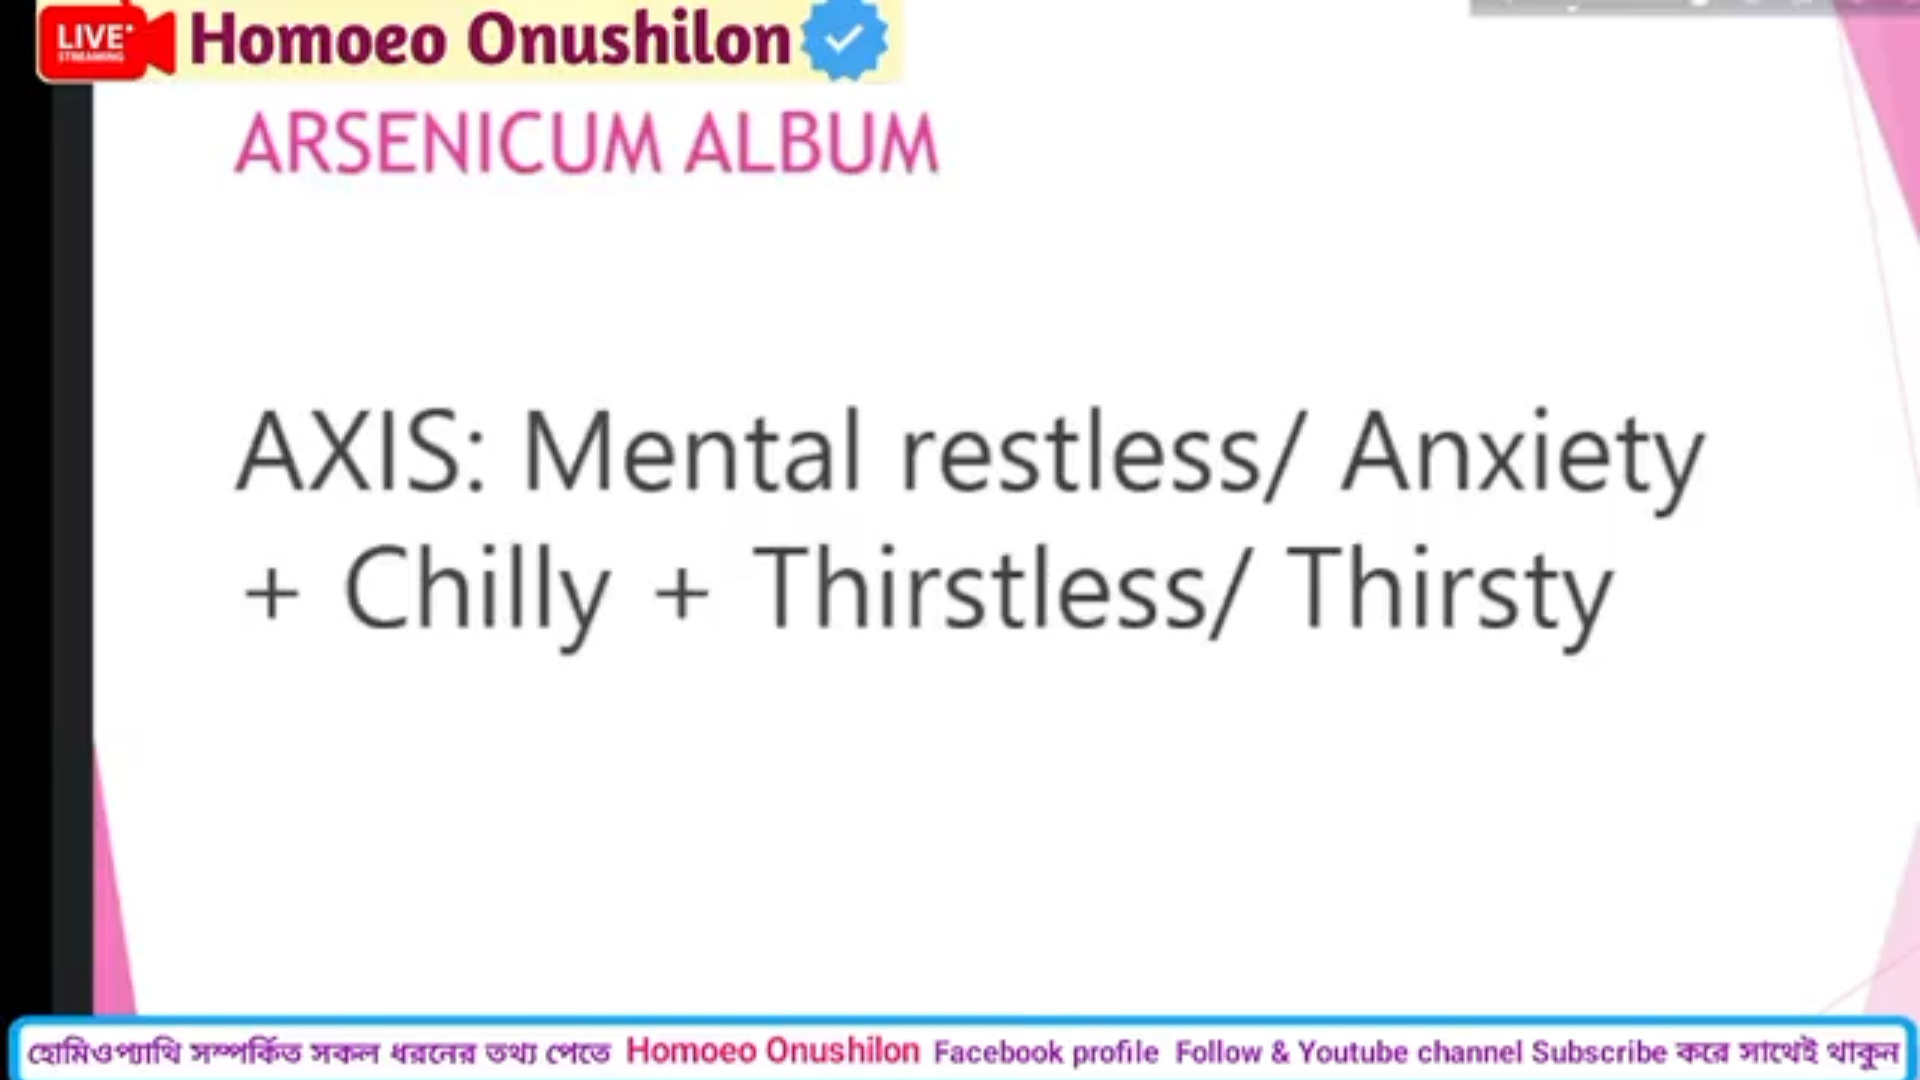 LIVE
STREAMING
Homoeo Onushilon
ARSENICUM ALBUM
AXIS: Mental restless/ Anxiety
+ Chilly + Thirstless/ Thirsty
হোমিওপ্যাথি সম্পর্কিত সকল ধরনের তথ্য পেতে Homoeo Onushilon Facebook profile Follow & Youtube channel Subscribe করে সাথেই থাকুন